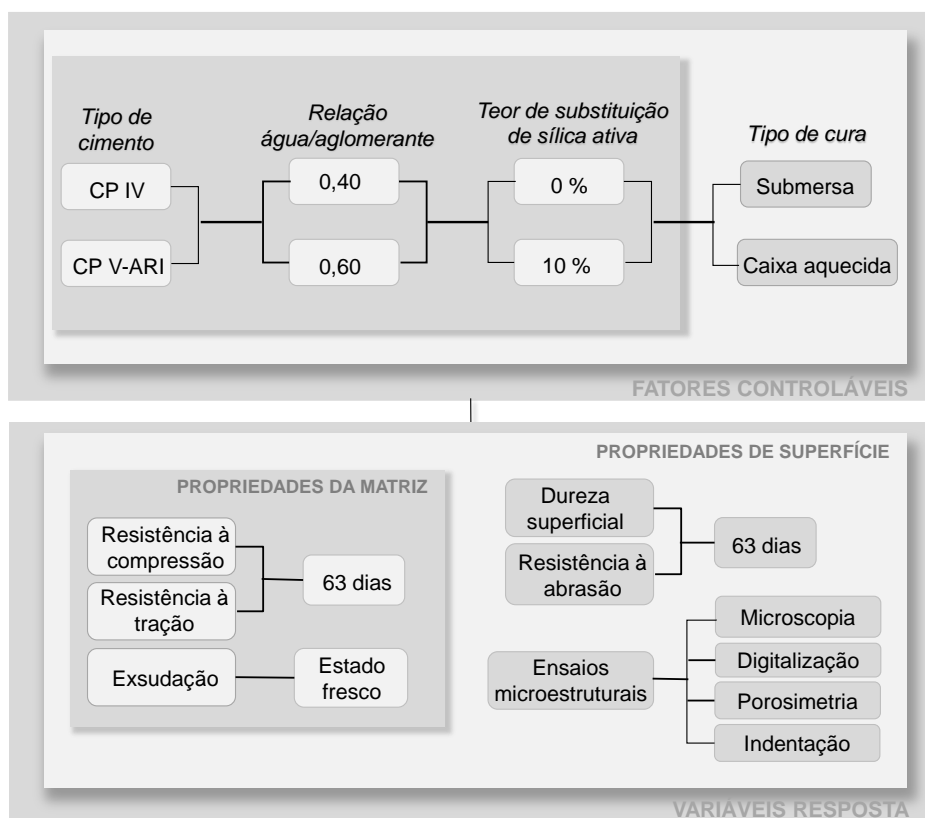 Tipo de
cimento
Relação
água/aglomerante
Teor de substituição
de sílica ativa
Tipo de cura
CP IV
0,40
0 %
Submersa
CP V-ARI
0,60
10 %
Caixa aquecida
FATORES CONTROLÁVEIS
PROPRIEDADES DA MATRIZ
Resistência à
compressão
Resistência à
tração
63 dias
Exsudação
Estado
fresco
PROPRIEDADES DE SUPERFÍCIE
Dureza
superficial
Resistência à
abrasão
63 dias
Ensaios
microestruturais
Microscopia
Digitalização
Porosimetria
Indentação
VARIÁVEIS RESPOSTA